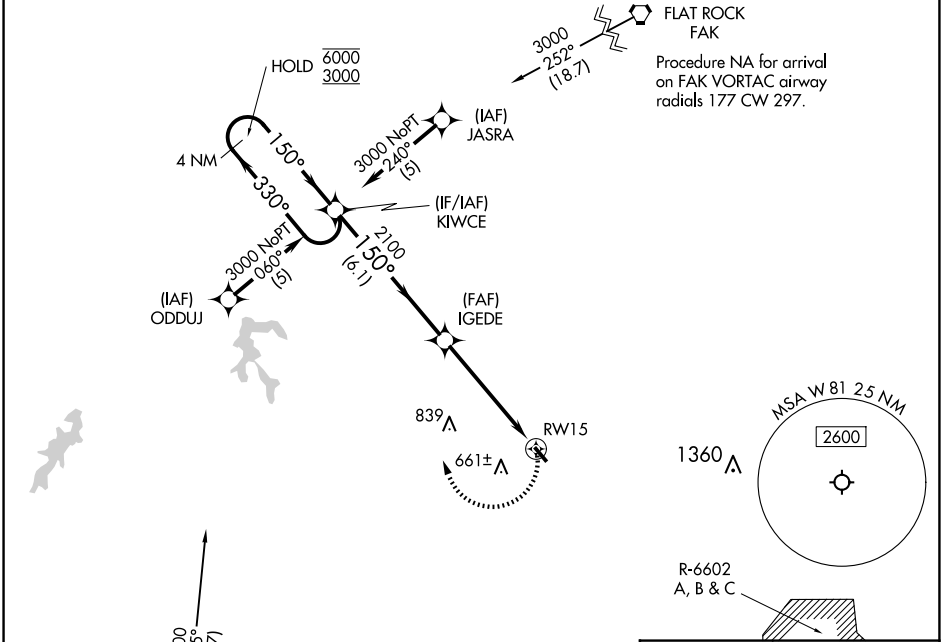 FLAT ROCK
FAK
3000
252°
(18.7)
Procedure NA for arrival
on FAK VORTAC airway
radials 177 CW 297.
HOLD
6000
3000
(IAF)
JASRA
3000 NoPT
240°
(5)
4 NM
150°
330°
(IF/IAF)
KIWCE
3000 NoPT
060°
(5)
2100
150°
(6.1)
(IAF)
ODDUJ
(FAF)
IGEDE
839
661±
RW15
MSA W 81 25 NM
2600
1360
R-6602
A, B & C